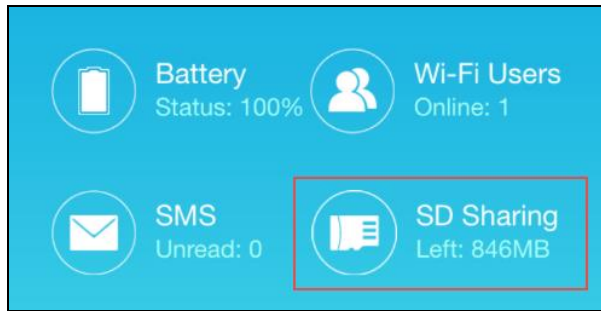 Battery
Status: 100%
Wi-Fi Users
Online: 1
SMS
Unread: 0
SD Sharing
Left: 846MB